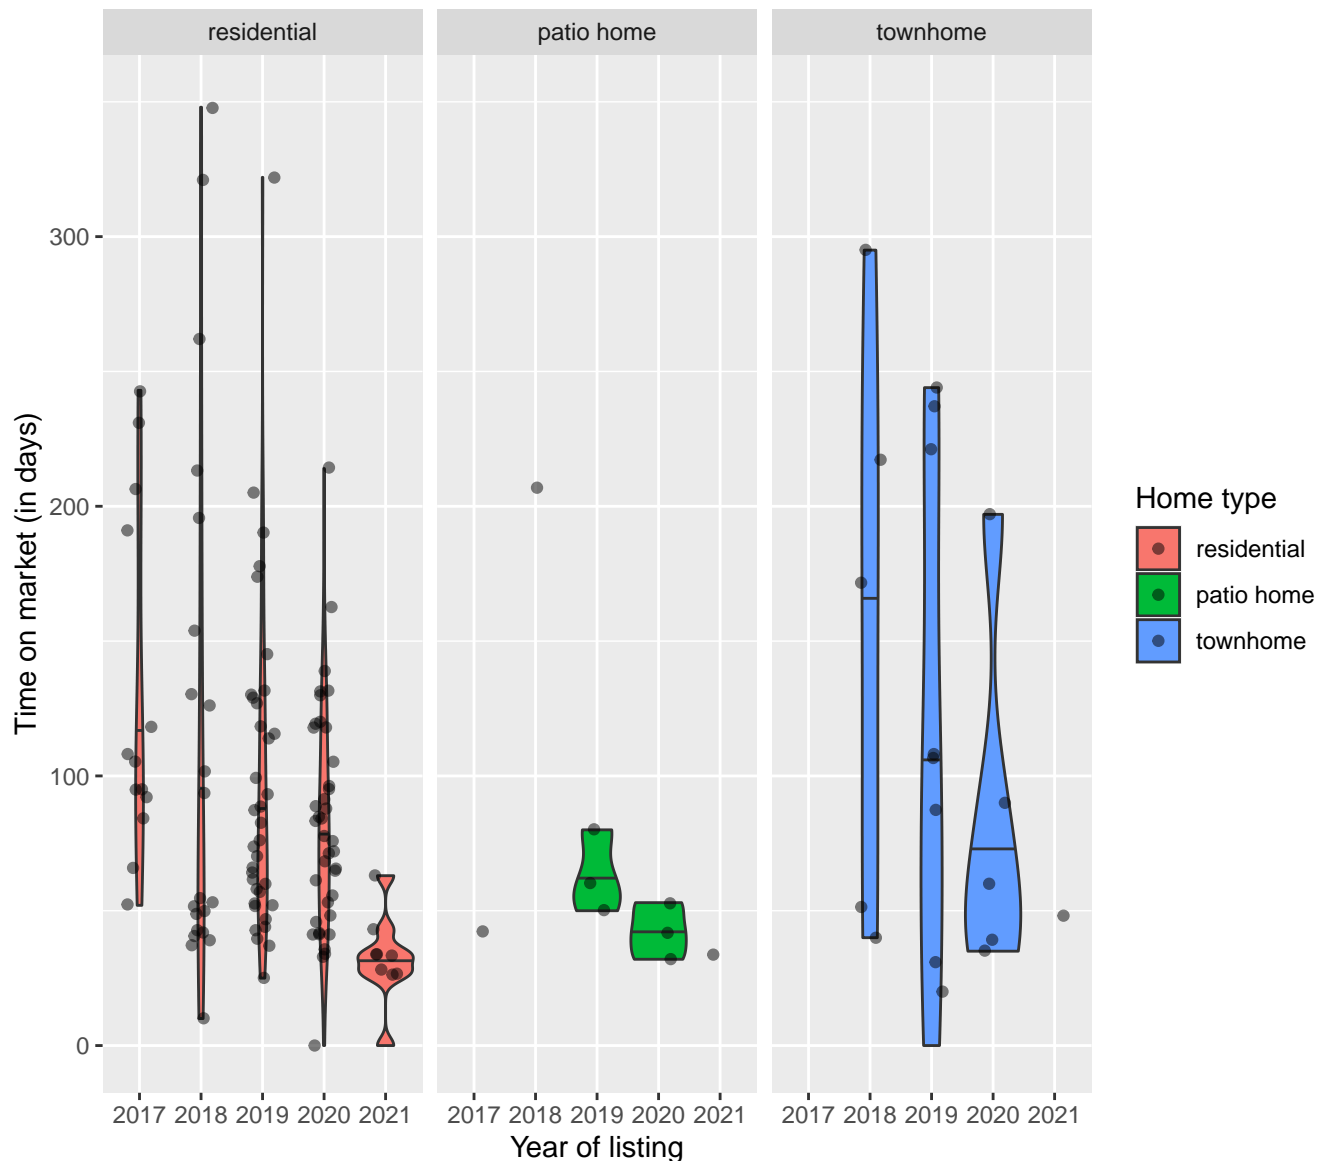 residential patio home townhome
Time on market (in days)
300
200
100
0
2017 2018 2019 2020 2021 2017 2018 2019 2020 2021 2017 2018 2019 2020 2021
Year of listing
Home type
residential
patio home
townhome